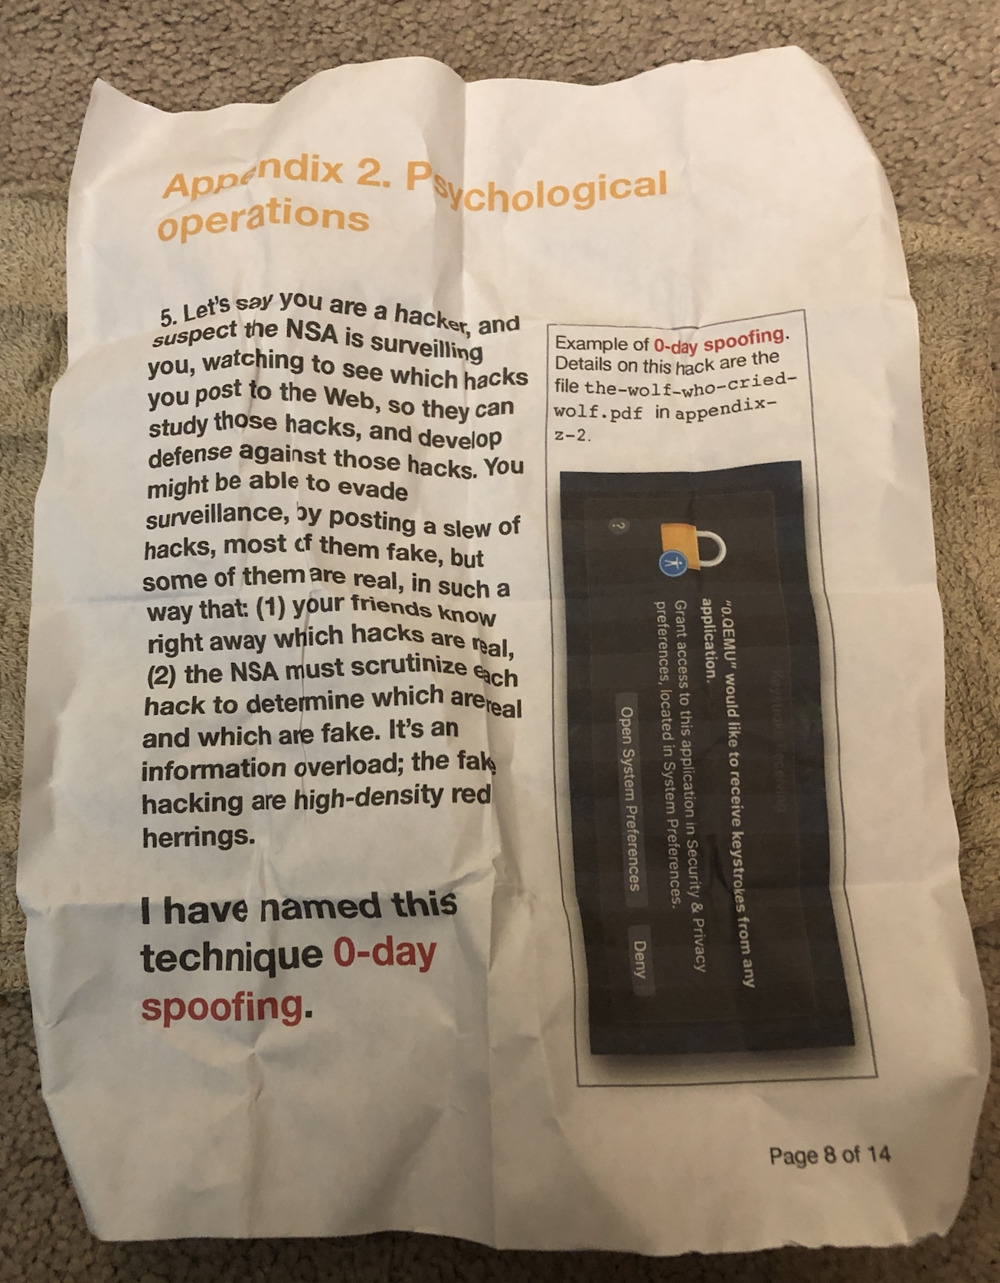 Appendix 2. Psychological
operations
5. Let's say you are a hacker, and
suspect the NSA is surveilling
you, watching to see which hacks
you post to the Web, so they can
study those hacks, and develop
defense against those hacks. You
might be able to evade
surveillance, by posting a slew of
hacks, most of them fake, but
some of them are real, in such a
way that: (1) your friends know
right away which hacks are real,
(2) the NSA must scrutinize each
hack to determine which are real
and which are fake. It's an
information overload; the fake
hacking are high-density red
herrings.
I have named this
technique 0-day
spoofing.
Example of 0-day spoofing.
Details on this hack are the
file the-wolf-who-cried-
wolf.pdf in appendix-
z-2.
"0.QEMU" would like to receive keystrokes from any
application.
Grant access to this application in Security & Privacy
preferences, located in System Preferences.
?
Open System Preferences
Deny
Page 8 of 14